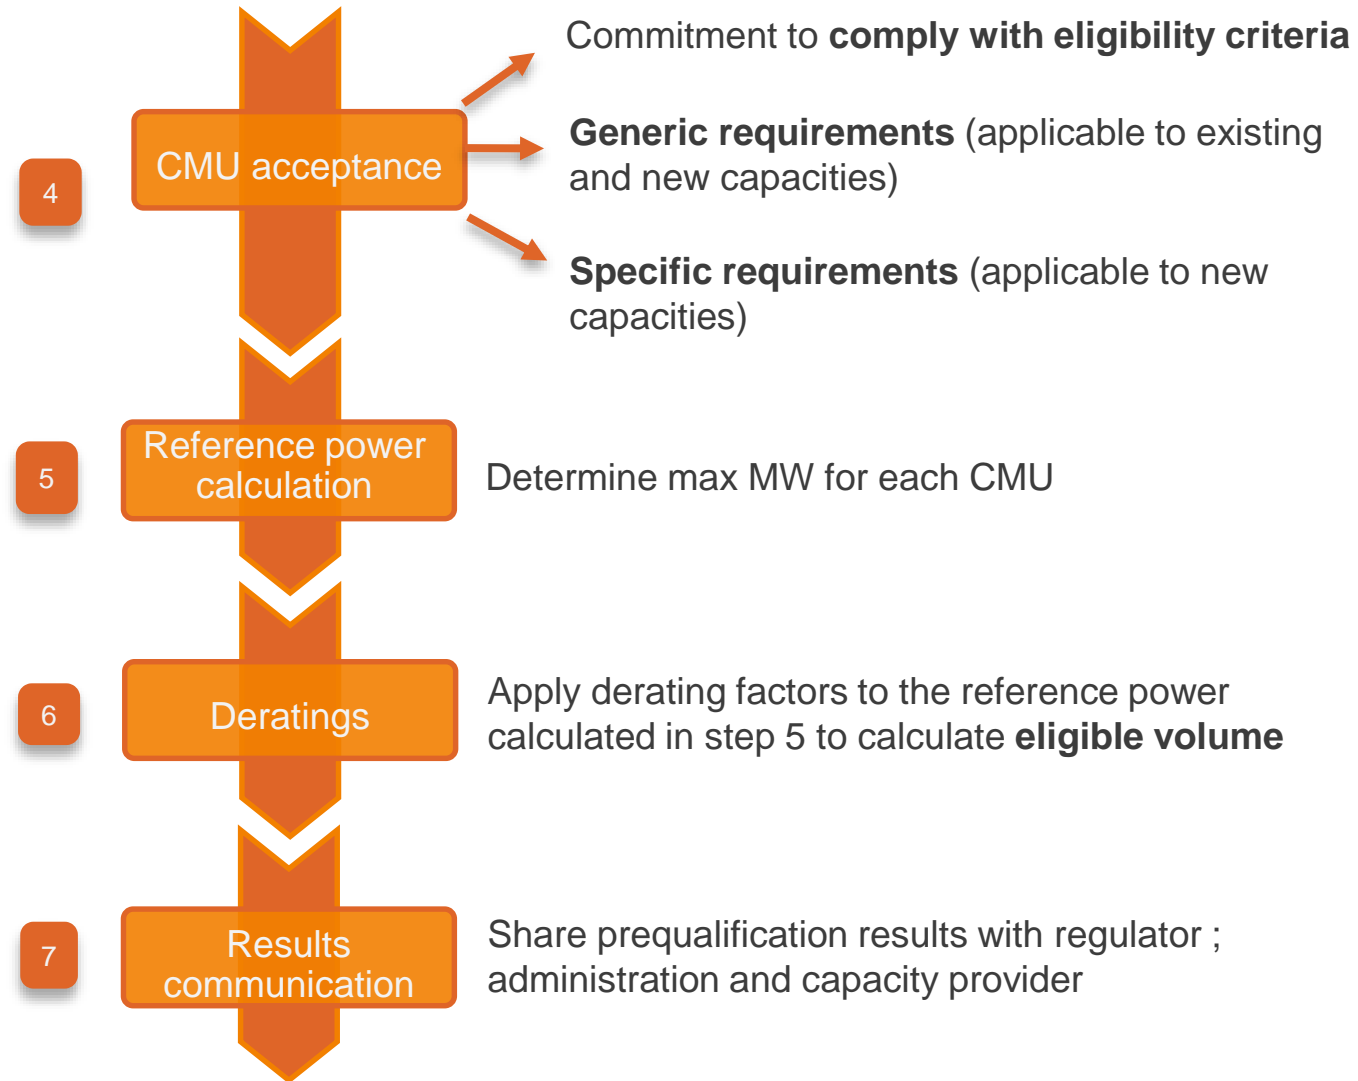 Commitment to comply with eligibility criteria
4
CMU acceptance
Generic requirements (applicable to existing
and new capacities)
Specific requirements (applicable to new
capacities)
5
Reference power
calculation
Determine max MW for each CMU
6
Deratings
Apply derating factors to the reference power
calculated in step 5 to calculate eligible volume
7
Results
communication
Share prequalification results with regulator ;
administration and capacity provider